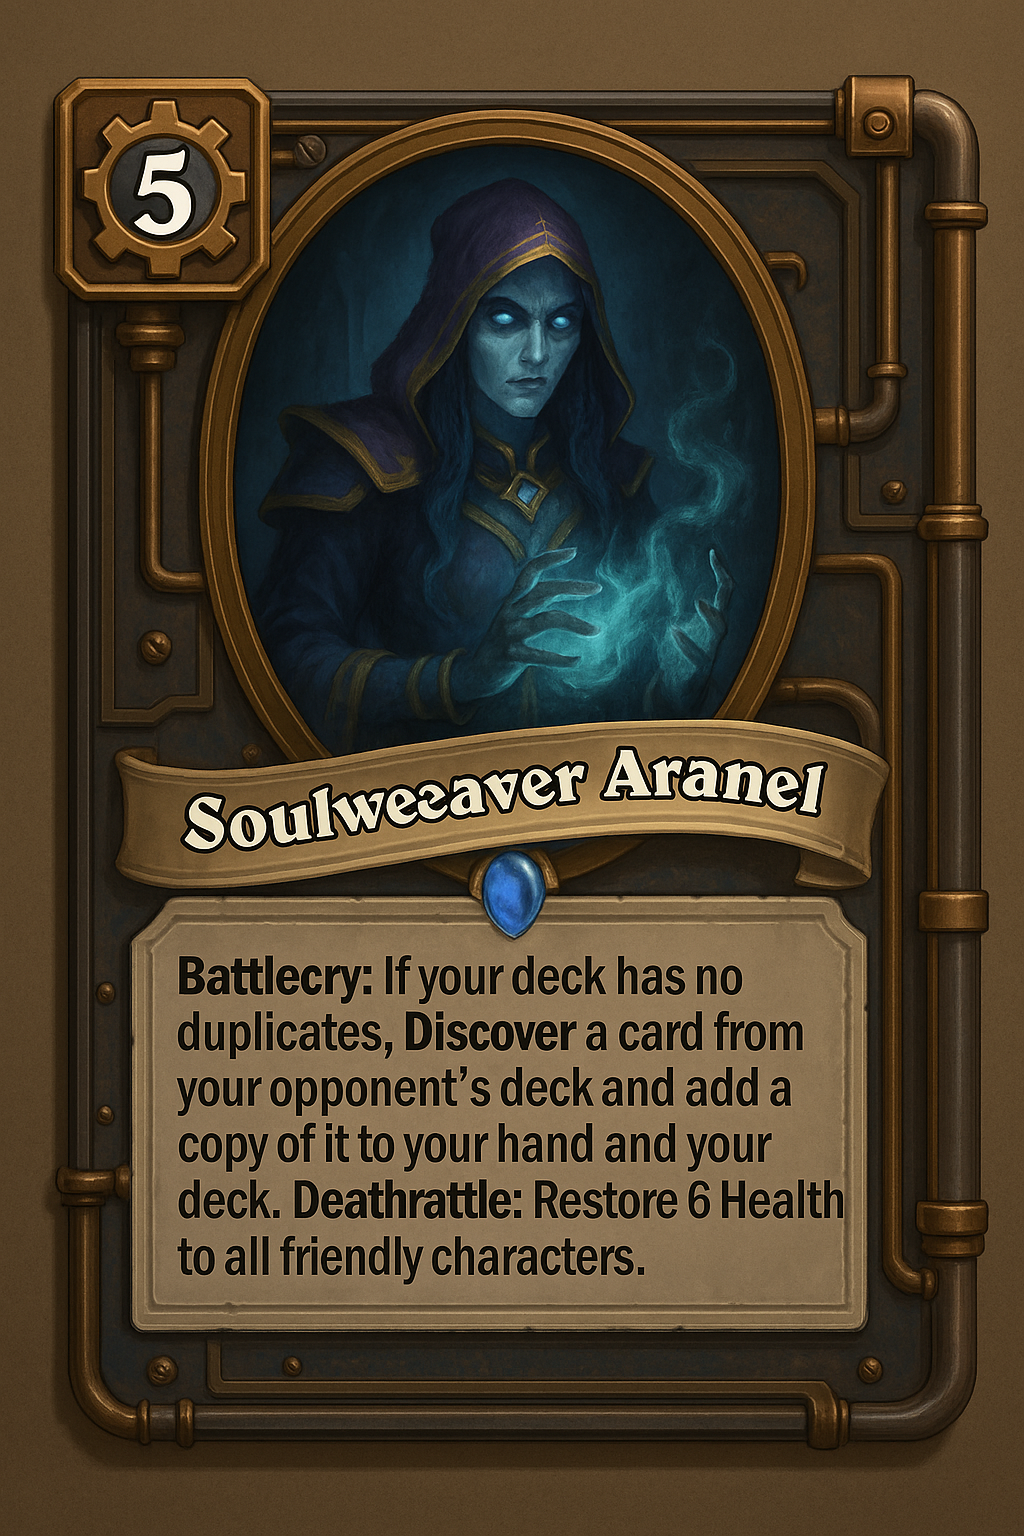 5
Soulweeaver Aranel
Battlecry: If your deck has no
duplicates, Discover a card from
your opponent’s deck and add a
copy of it to your hand and your
deck. Deathrattle: Restore 6 Health
to all friendly characters.